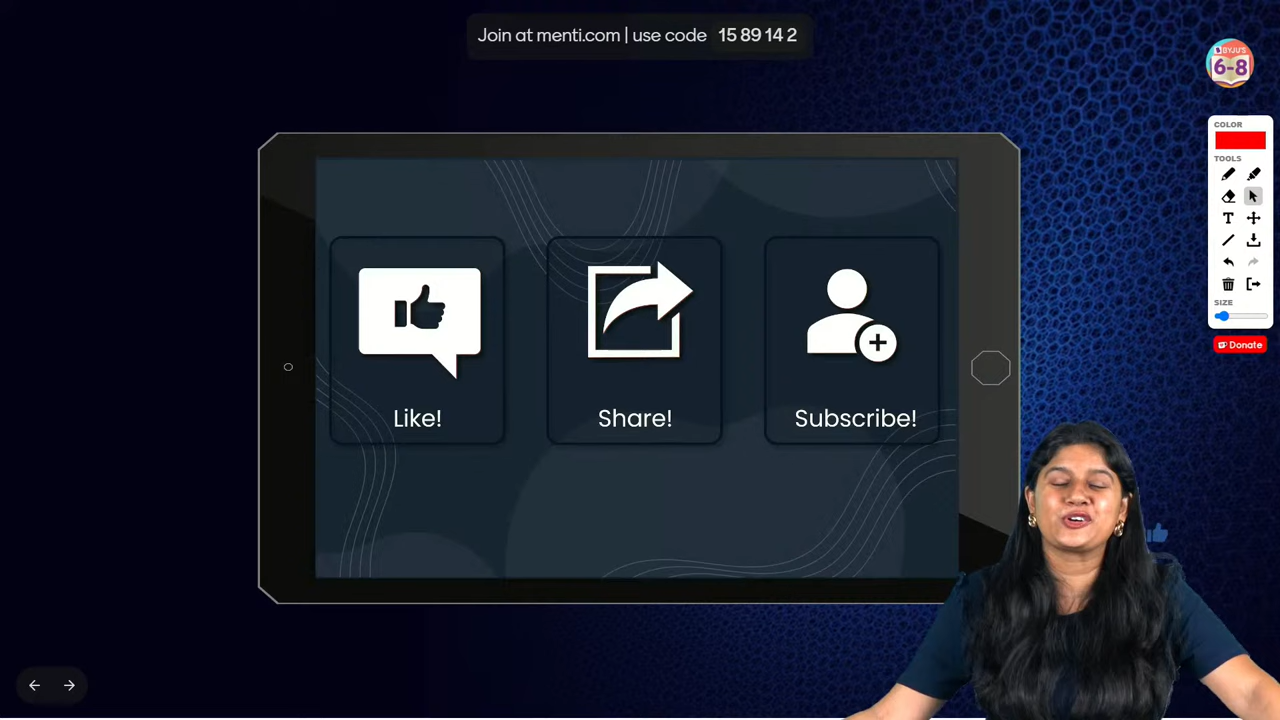 Join at menti.com | use code 15 89 14 2
BYJU'S
6-8
COLOR
TOOLS
T
SIZE
Donate
Like!
Share!
Subscribe!